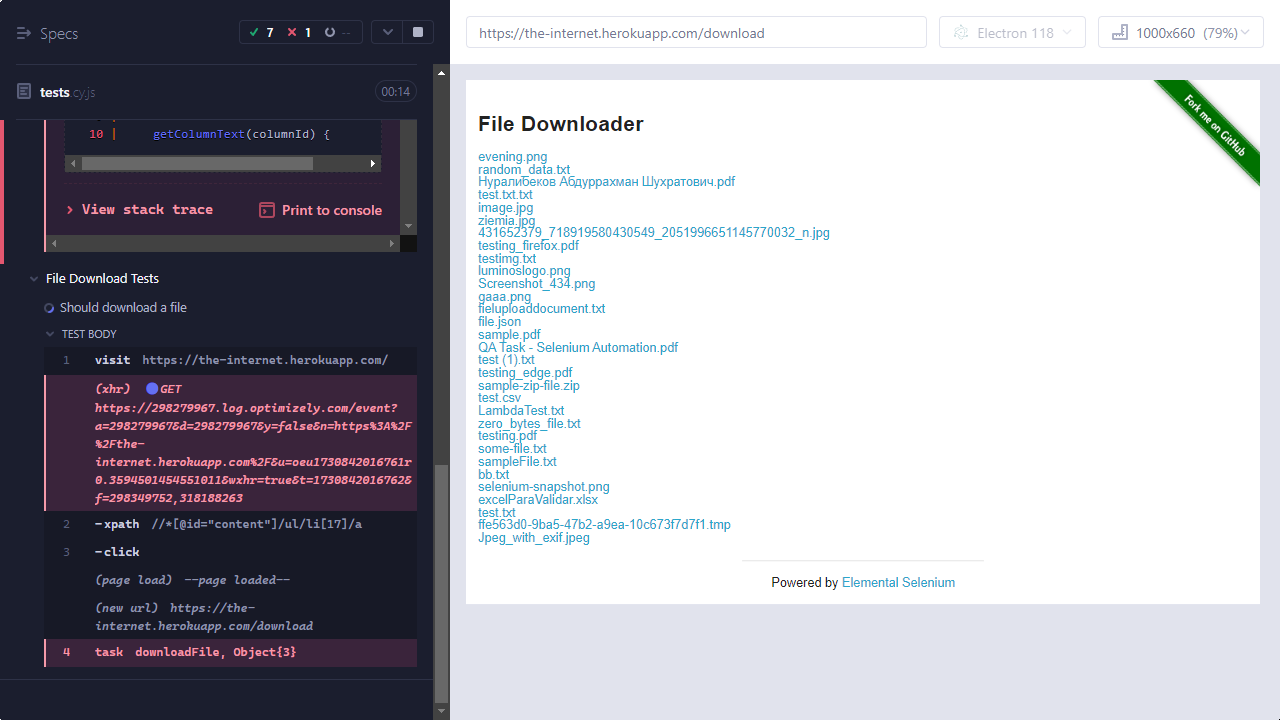 Specs
7
1
--
tests.cy.js
00:14
10 | getColumnText(columnId) {
View stack trace
Print to console
File Download Tests
Should download a file
TEST BODY
1 visit https://the-internet.herokuapp.com/
(xhr) GET
https://298279967.log.optimizely.com/event?
a=298279967&d=298279967&y=false&n=https%3A%2F
%2Fthe-
internet.herokuapp.com%2F&u=oeu1730842016761r
0.3594501454551011&wxhr=true&t=1730842016762&
f=298349752,318188263
2 -xpath //*[@id="content"]/ul/li[17]/a
3 -click
(page load) --page loaded--
(new url) https://the-
internet.herokuapp.com/download
4 task downloadFile, Object{3}
https://the-internet.herokuapp.com/download
Electron 118
1000x660 (79%)
Fork me on GitHub
File Downloader
evening.png
random_data.txt
Нуралибеков Абдуррахман Шухратович.pdf
test.txt.txt
image.jpg
ziemia.jpg
431652379_718919580430549_2051996651145770032_n.jpg
testing_firefox.pdf
testimg.txt
luminoslogo.png
Screenshot_434.png
gaaa.png
fieluploaddocument.txt
file.json
sample.pdf
QA Task - Selenium Automation.pdf
test (1).txt
testing_edge.pdf
sample-zip-file.zip
test.csv
LambdaTest.txt
zero_bytes_file.txt
testing.pdf
some-file.txt
sampleFile.txt
bb.txt
selenium-snapshot.png
excelParaValidar.xlsx
test.txt
ffe563d0-9ba5-47b2-a9ea-10c673f7d7f1.tmp
Jpeg_with_exif.jpeg
Powered by Elemental Selenium